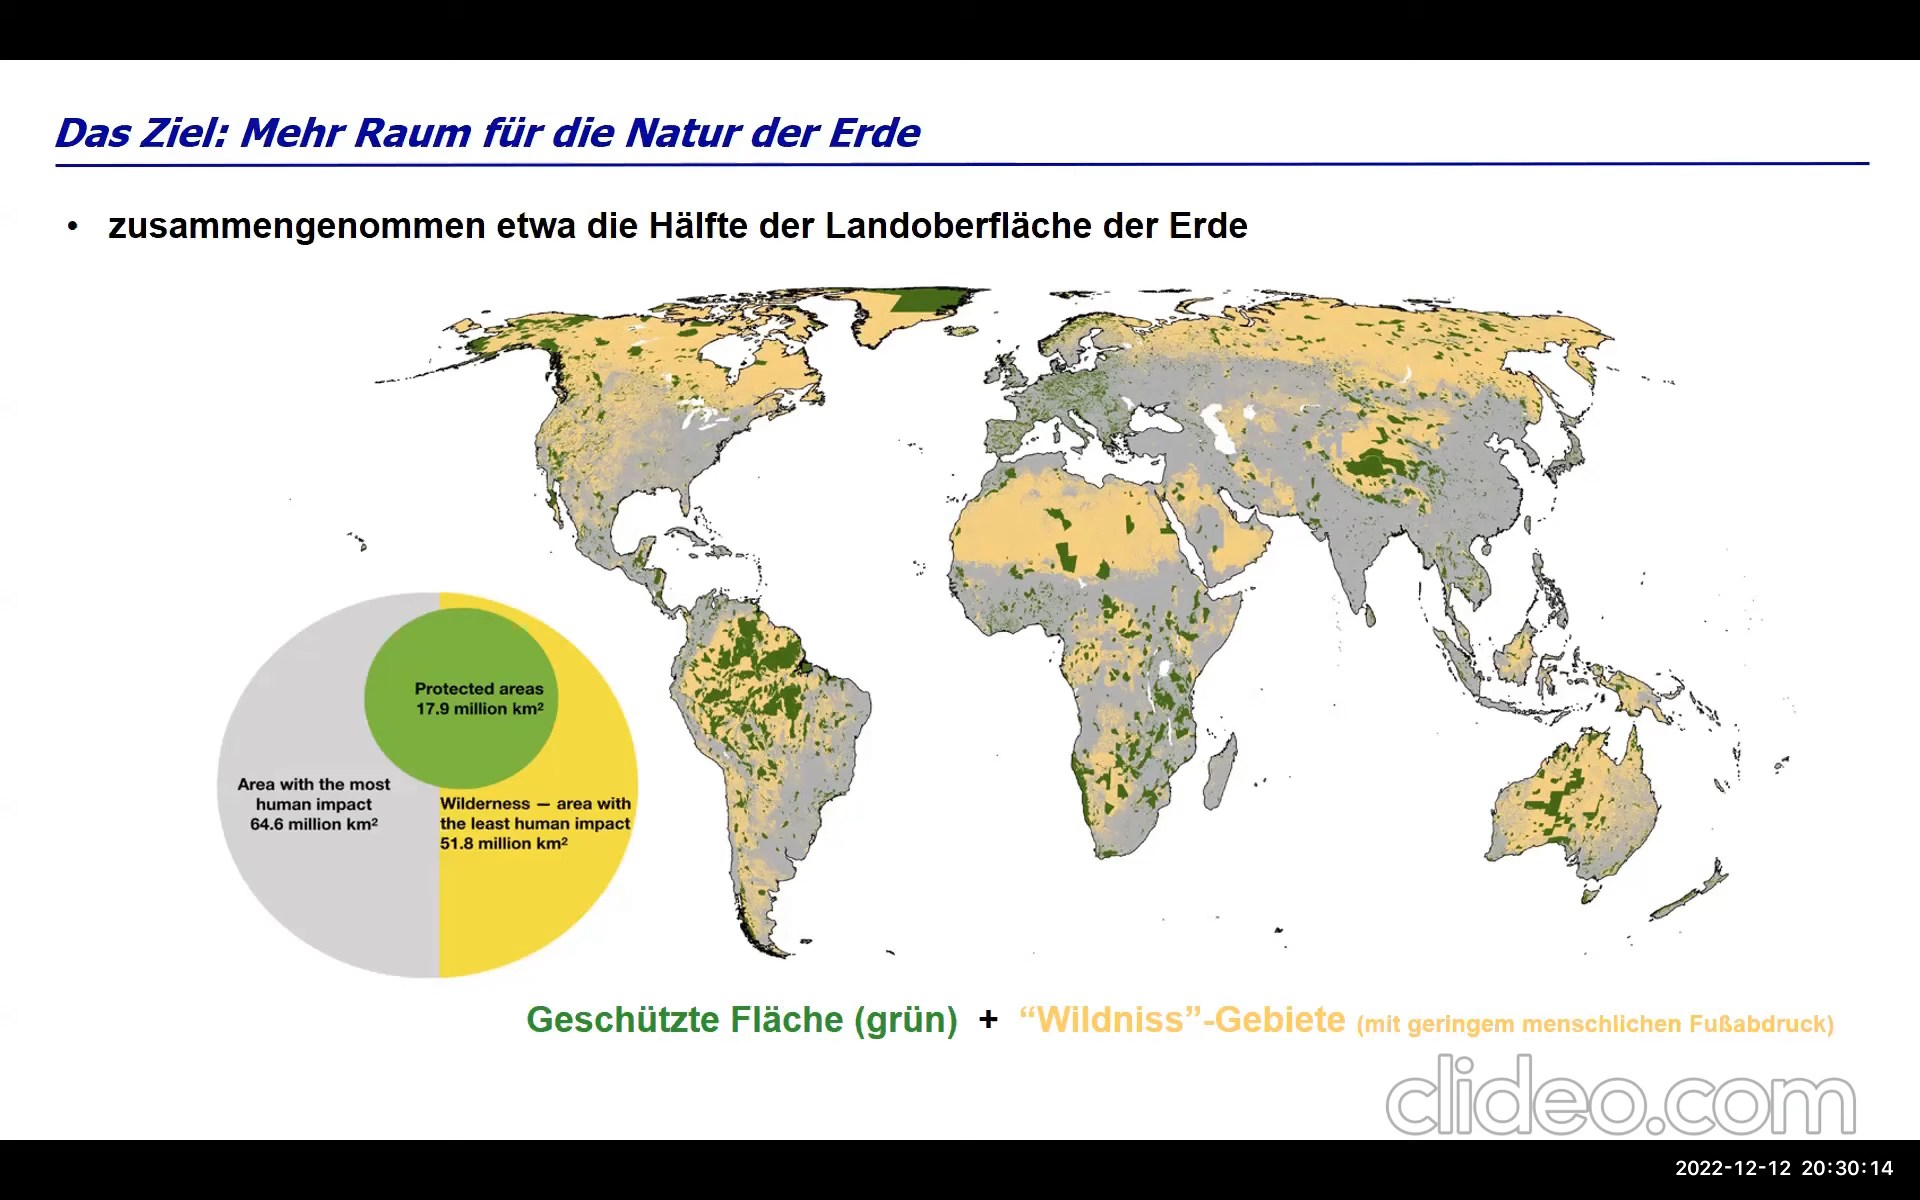 Das Ziel: Mehr Raum für die Natur der Erde
• zusammengenommen etwa die Hälfte der Landoberfläche der Erde
Protected areas
17.9 million km²
Area with the most
human impact
64.6 million km²
Wilderness — area with
the least human impact
51.8 million km²
Geschützte Fläche (grün) + “Wildniss”-Gebiete (mit geringem menschlichen Fußabdruck)
clideo.com
2022-12-12 20:30:14